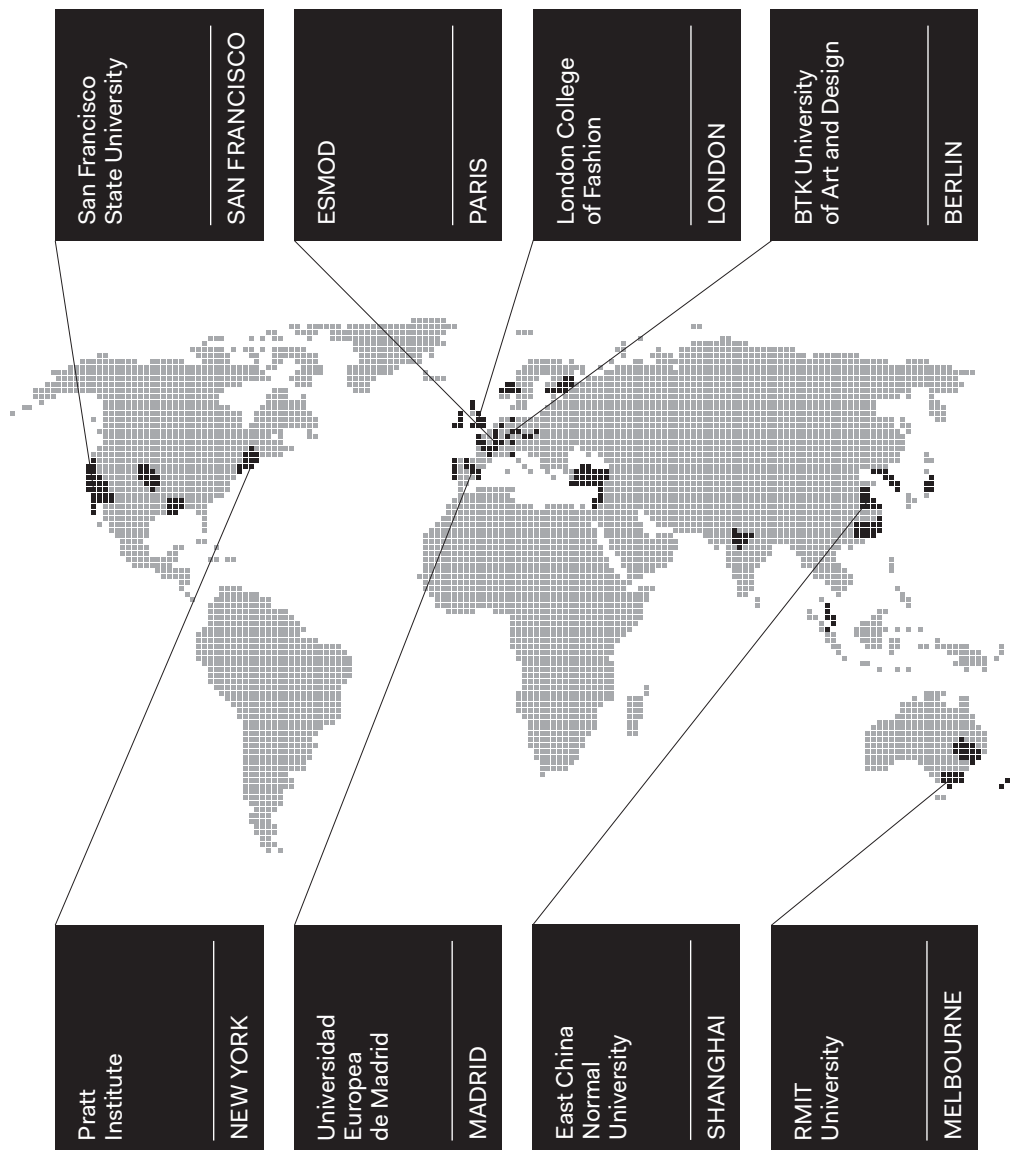 San Francisco
State University
SAN FRANCISCO
ESMOD
PARIS
London College
of Fashion
LONDON
BTK University
of Art and Design
BERLIN
Pratt
Institute
NEW YORK
Universidad
Europea
de Madrid
MADRID
East China
Normal
University
SHANGHAI
RMIT
University
MELBOURNE